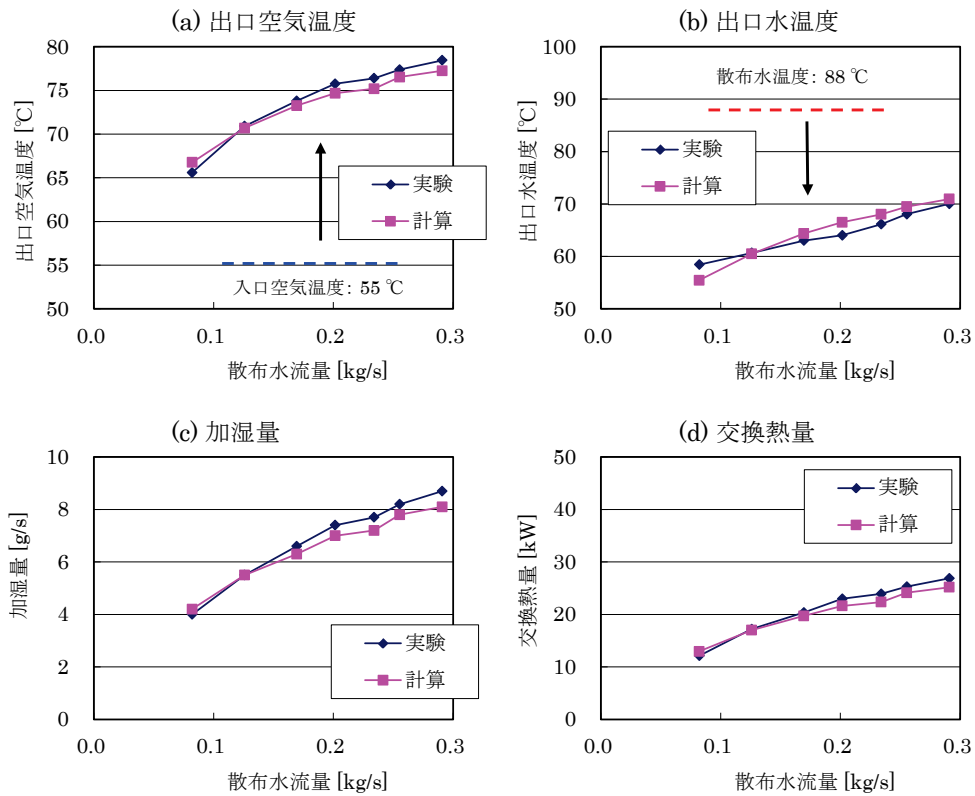 (a) 出口空気温度
出口空気温度 [℃]
80
75
70
65
60
55
50
実験
計算
入口空気温度: 55 ℃
0.0
0.1
0.2
0.3
散布水流量 [kg/s]
(b) 出口水温度
出口水温度 [℃]
100
90
80
70
60
50
散布水温度: 88 ℃
実験
計算
0.0
0.1
0.2
0.3
散布水流量 [kg/s]
(c) 加湿量
加湿量 [g/s]
10
8
6
4
2
0
実験
計算
0.0
0.1
0.2
0.3
散布水流量 [kg/s]
(d) 交換熱量
交換熱量 [kW]
50
40
30
20
10
0
実験
計算
0.0
0.1
0.2
0.3
散布水流量 [kg/s]